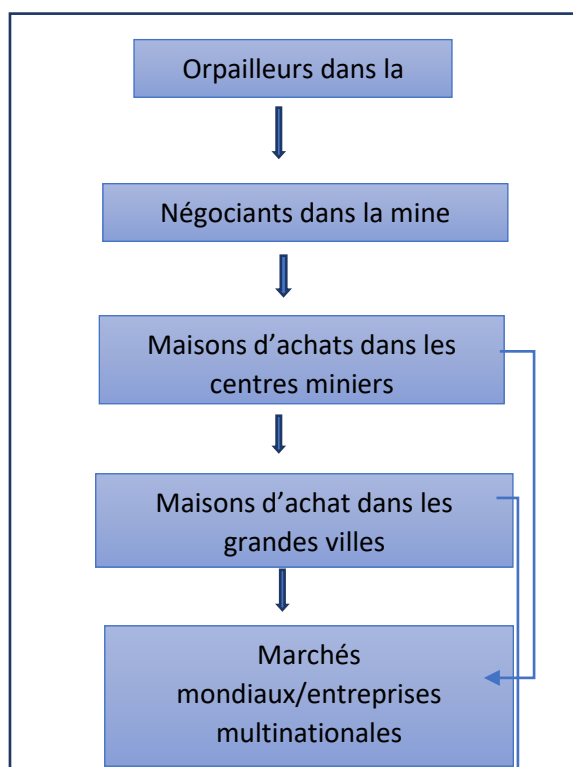 Orpailleurs dans la
Négociants dans la mine
Maisons d’achats dans les
centres miniers
Maisons d’achat dans les
grandes villes
Marchés
mondiaux/entreprises
multinationales